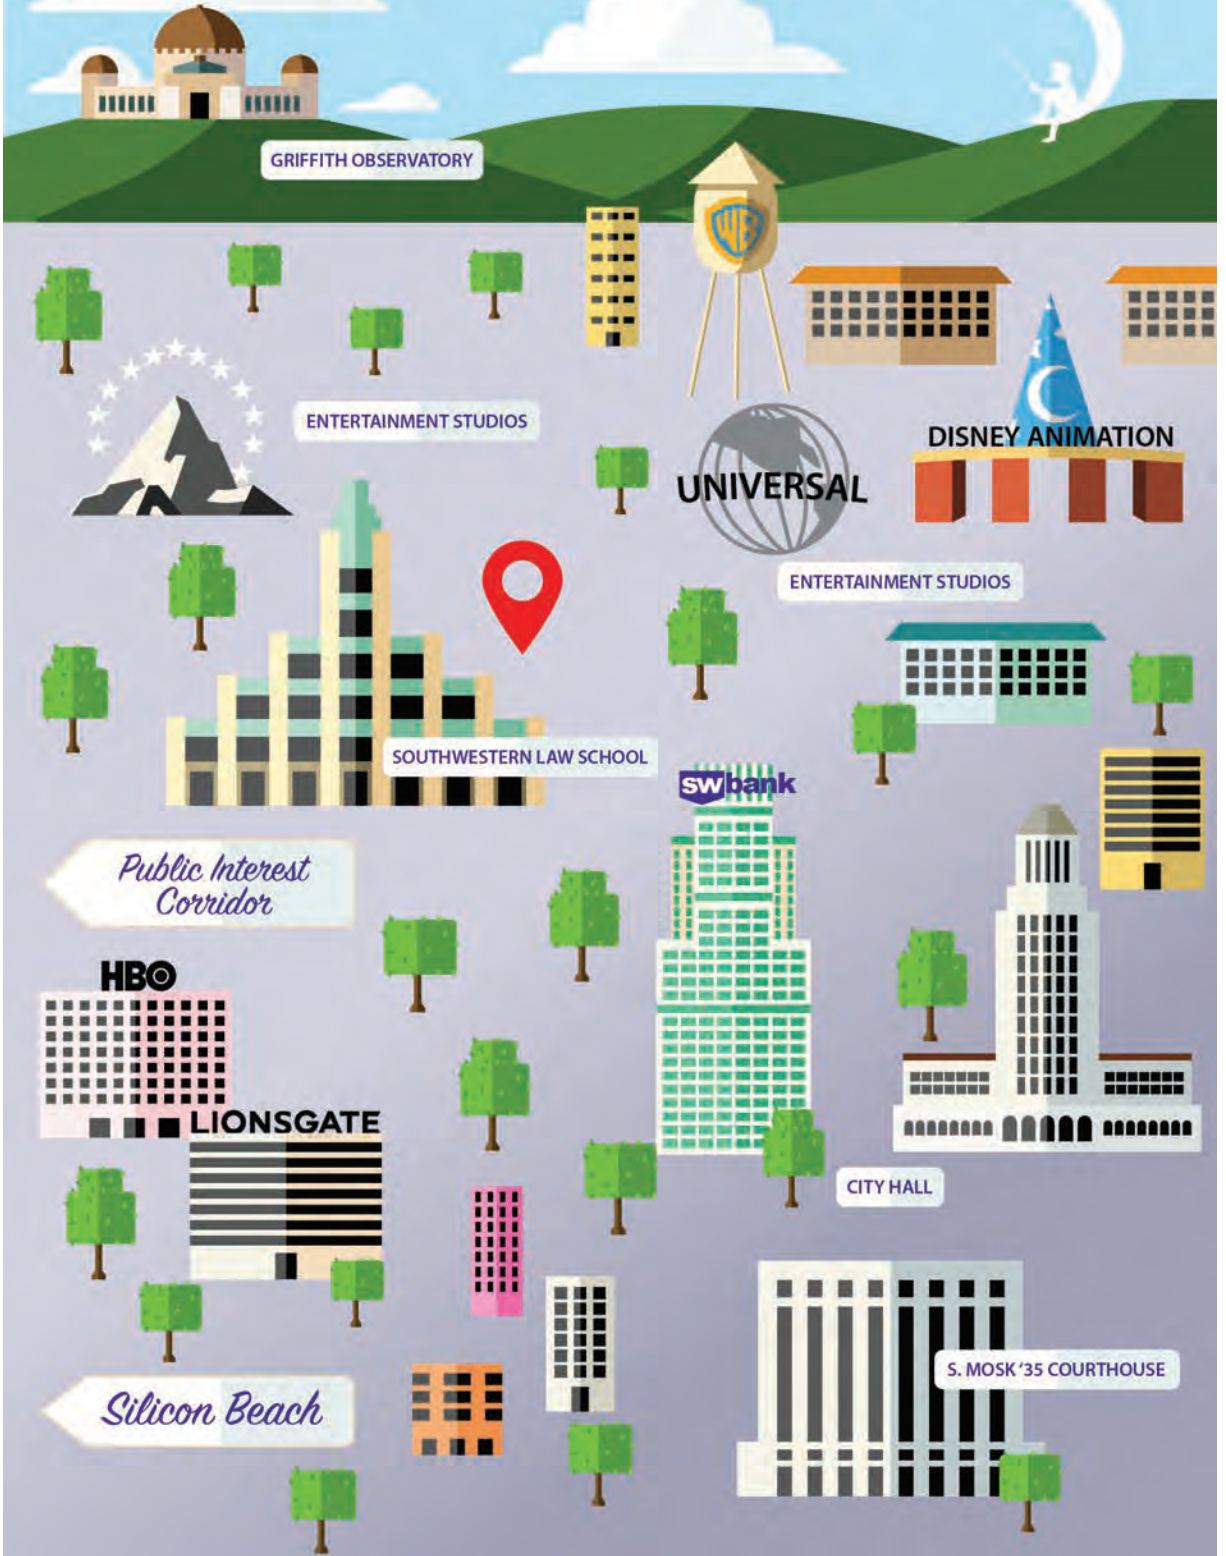 GRIFFITH OBSERVATORY
WB
ENTERTAINMENT STUDIOS
DISNEY ANIMATION
UNIVERSAL
ENTERTAINMENT STUDIOS
SOUTHWESTERN LAW SCHOOL
swbank
Public Interest
Corridor
HBO
LIONSGATE
CITY HALL
S. MOSK '35 COURTHOUSE
Silicon Beach